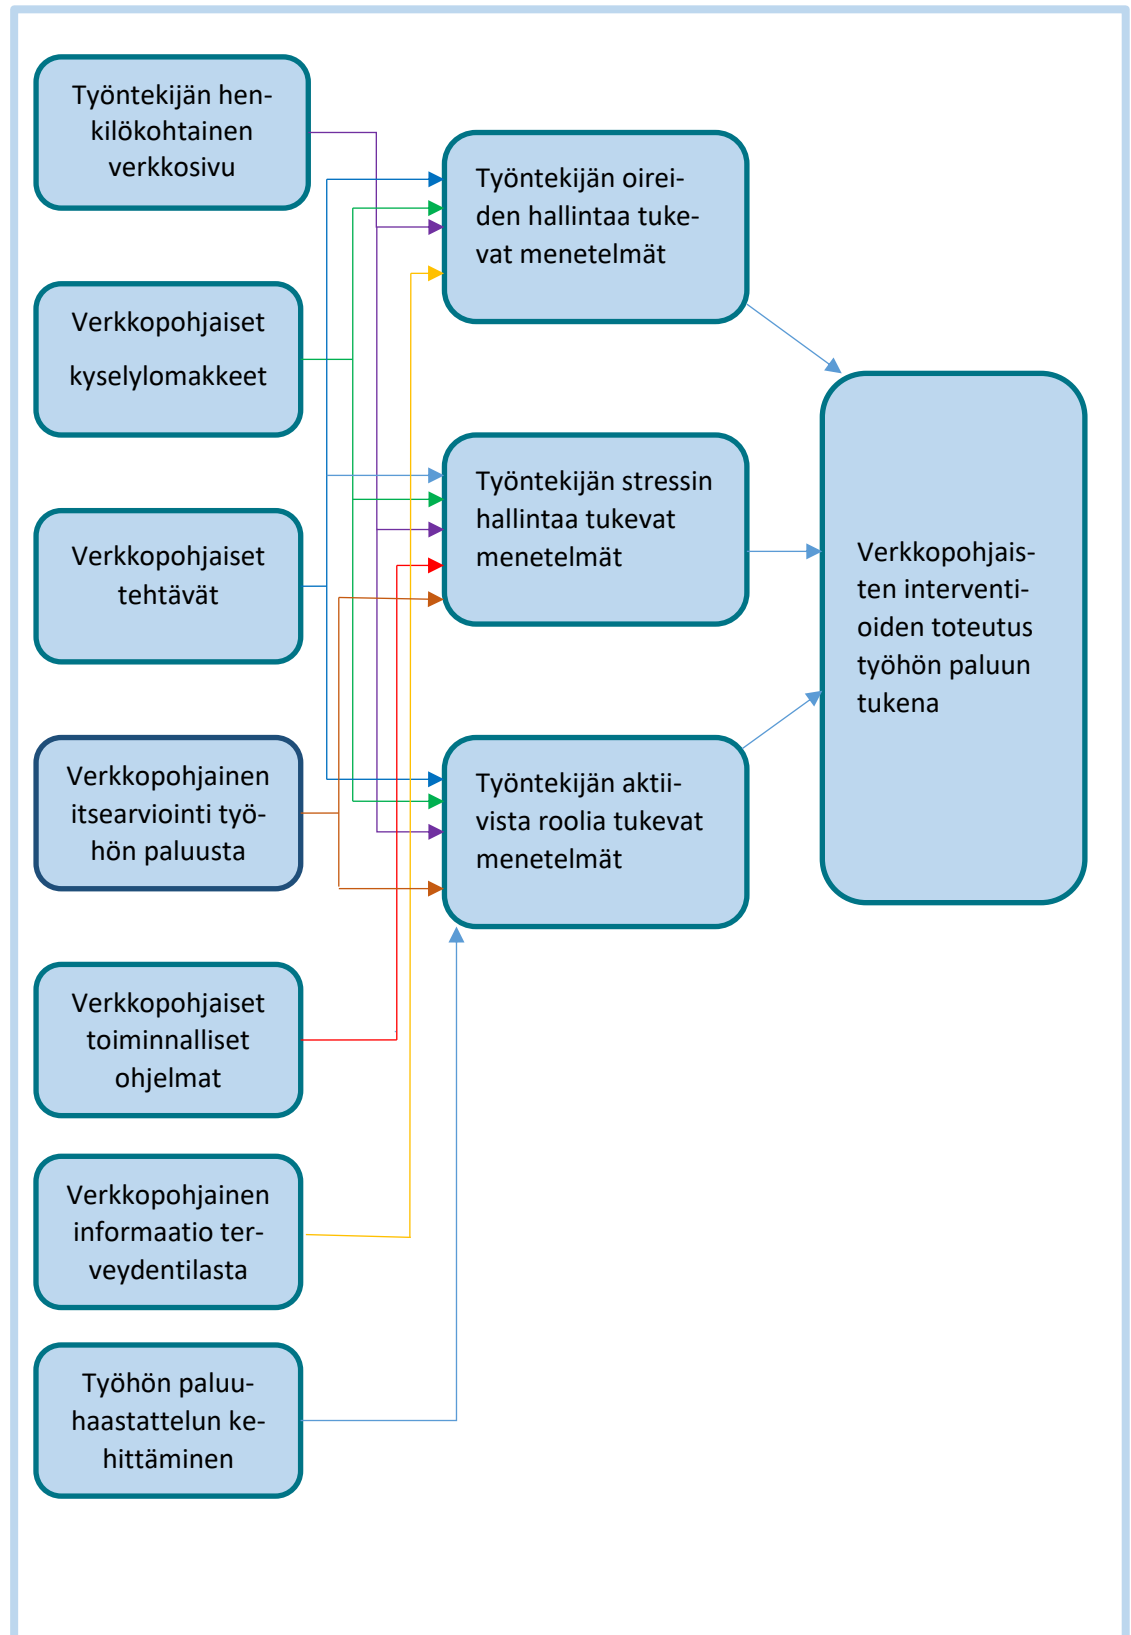 Työntekijän hen-
kilökohtainen
verkkosivu
Verkkopohjaiset
kyselylomakkeet
Verkkopohjaiset
tehtävät
Verkkopohjainen
itsearviointi työ-
hön paluusta
Verkkopohjaiset
toiminnalliset
ohjelmat
Verkkopohjainen
informaatio ter-
veydentilasta
Työhön paluu-
haastattelun ke-
hittäminen
Työntekijän oirei-
den hallintaa tuke-
vat menetelmät
Työntekijän stressin
hallintaa tukevat
menetelmät
Työntekijän aktii-
vista roolia tukevat
menetelmät
Verkkopohjais-
ten interventi-
oiden toteutus
työhön paluun
tukena